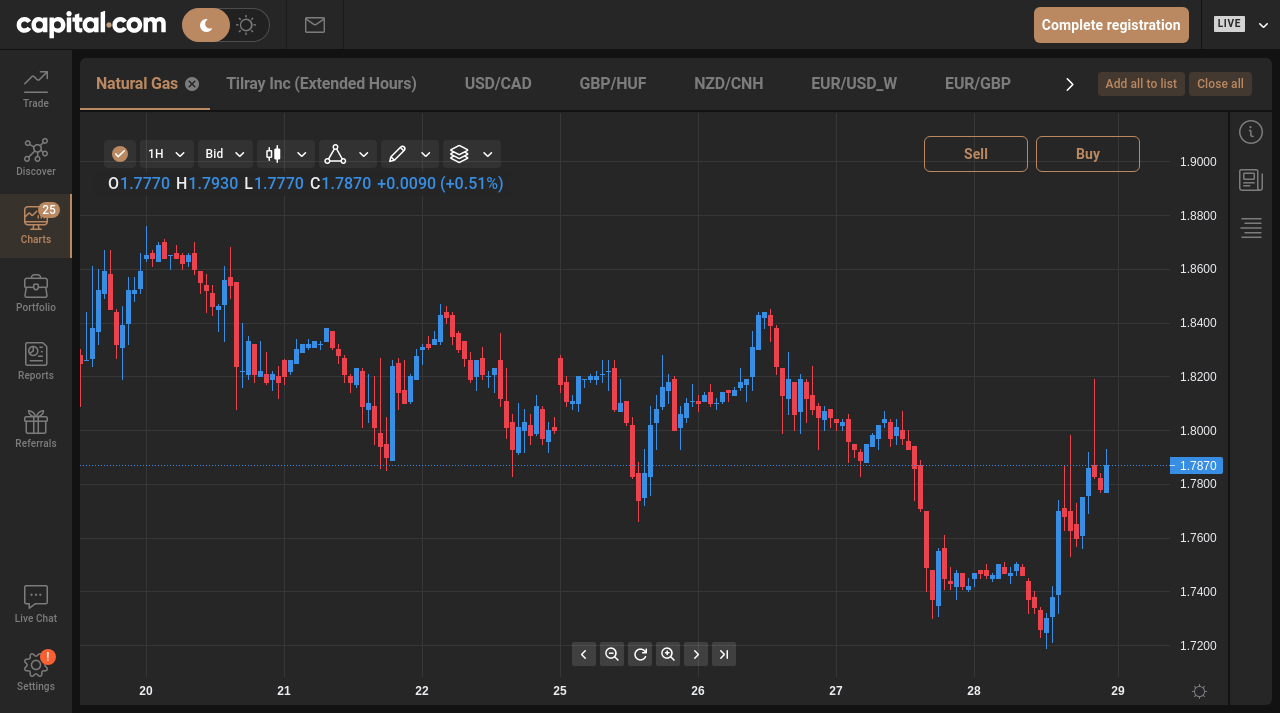 capital.com
Complete registration
LIVE
Trade
Discover
25
Charts
Portfolio
Reports
Referrals
Live Chat
!
Settings
Natural Gas
Tilray Inc (Extended Hours)
USD/CAD
GBP/HUF
NZD/CNH
EUR/USD_W
EUR/GBP
Add all to list
Close all
1H
Bid
Sell
Buy
O1.7770 H1.7930 L1.7770 C1.7870 +0.0090 (+0.51%)
1.9000
1.8800
1.8600
1.8400
1.8200
1.8000
1.7870
1.7800
1.7600
1.7400
1.7200
20 21 22 25 26 27 28 29